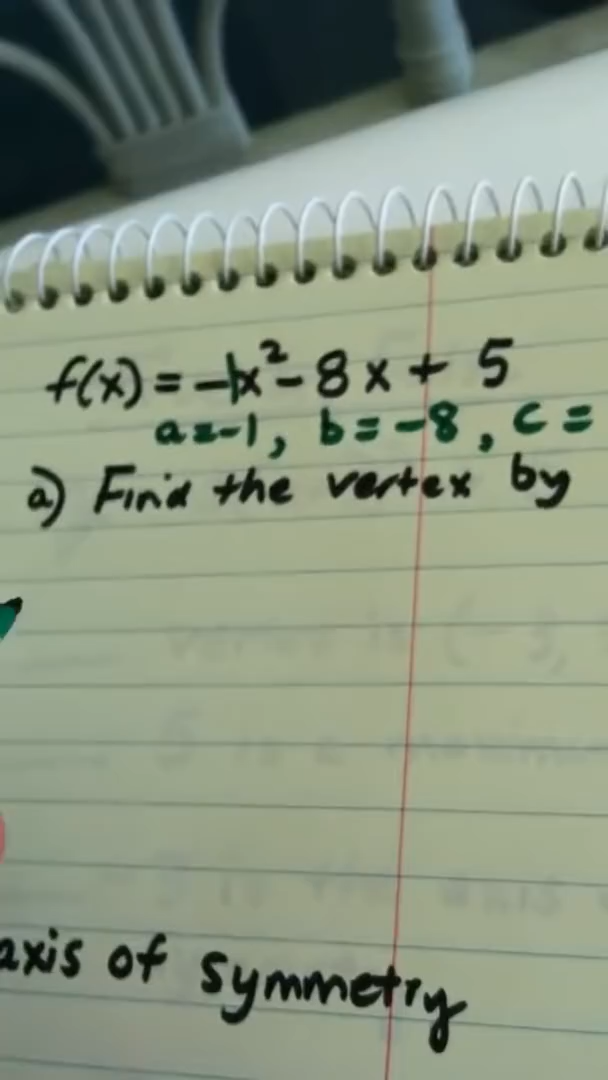 f(x) = -1x² - 8x + 5
a = -1, b = -8, c =
a) Find the vertex by
axis of symmetry